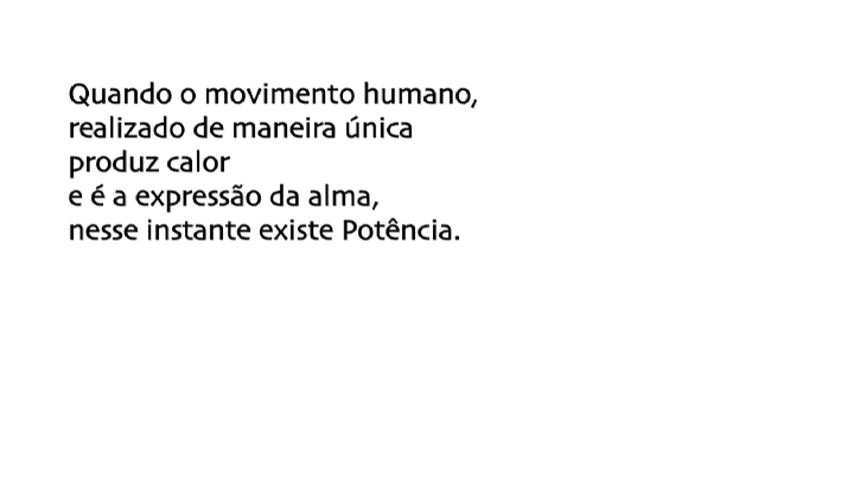 Quando o movimento humano,
realizado de maneira única
produz calor
e é a expressão da alma,
nesse instante existe Potência.